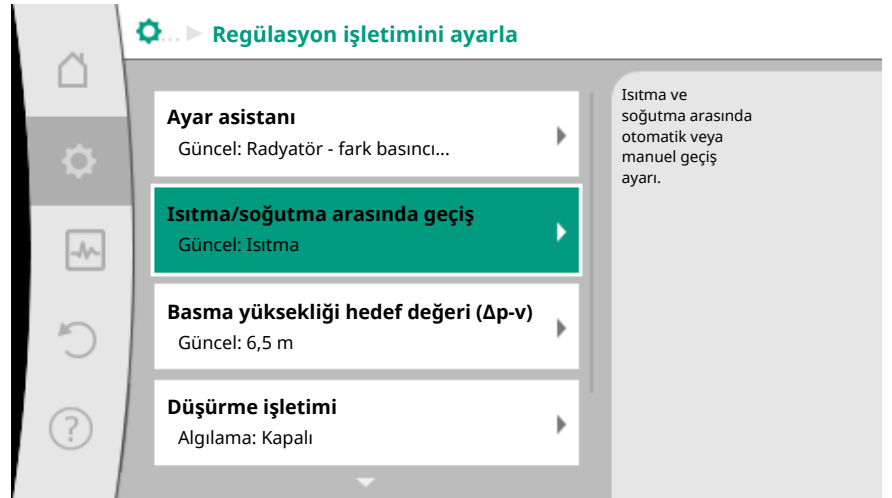 ... Regülasyon işletimini ayarla
Ayar asistanı
Güncel: Radyatör - fark basıncı...
Isıtma/soğutma arasında geçiş
Güncel: Isıtma
Basma yüksekliği hedef değeri (Δp-v)
Güncel: 6,5 m
Düşürme işletimi
Algılama: Kapalı
Isıtma ve
soğutma arasında
otomatik veya
manuel geçiş
ayarı.
?